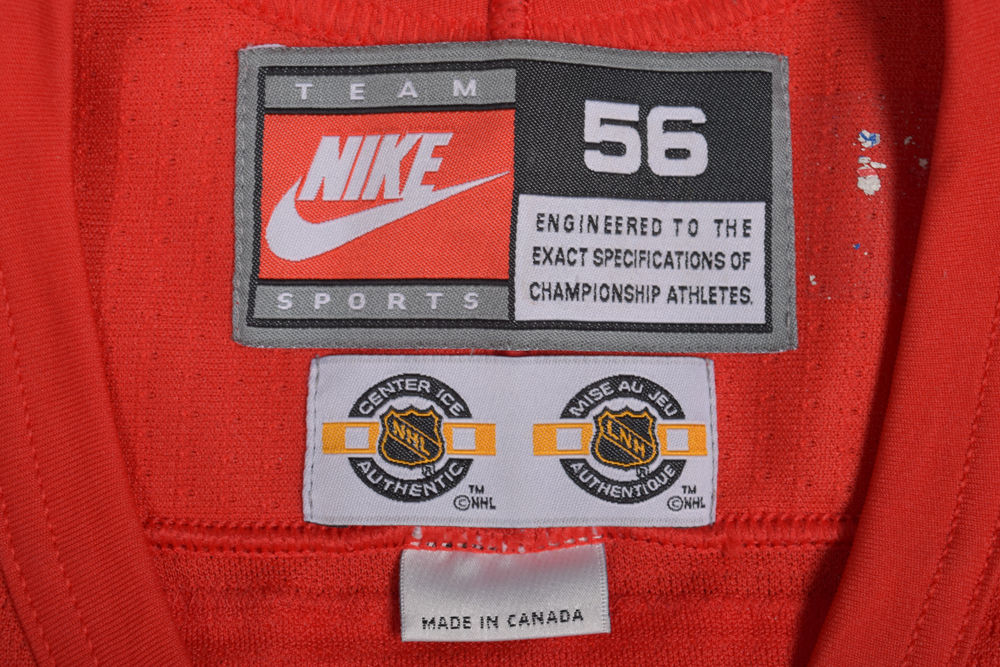 TEAM
NIKE
SPORTS
56
ENGINEERED TO THE
EXACT SPECIFICATIONS OF
CHAMPIONSHIP ATHLETES.
CENTER ICE
NHL
®
AUTHENTIC
™
©NHL
MISE AU JEU
LNH
®
AUTHENTIQUE
™
©NHL
MADE IN CANADA